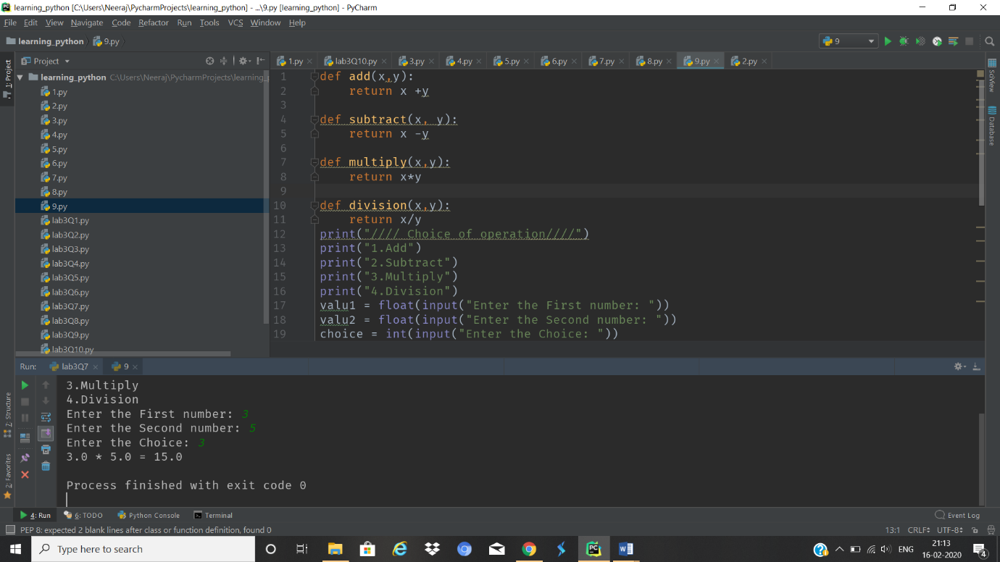 learning_python [C:\Users\Neeraj\PycharmProjects\learning_python] - ...\9.py [learning_python] - PyCharm
File Edit View Navigate Code Refactor Run Tools VCS Window Help
learning_python 9.py 9
1: Project
Project
1.py lab3Q10.py 3.py 4.py 5.py 6.py 7.py 8.py 9.py 2.py
learning_python C:\Users\Neeraj\PycharmProjects\learning_
1.py
2.py
3.py
4.py
5.py
6.py
7.py
8.py
9.py
lab3Q1.py
lab3Q2.py
lab3Q3.py
lab3Q4.py
lab3Q5.py
lab3Q6.py
lab3Q7.py
lab3Q8.py
lab3Q9.py
lab3Q10.py
1 def add(x,y):
2 return x +y
3
4 def subtract(x, y):
5 return x -y
6
7 def multiply(x,y):
8 return x*y
9
10 def division(x,y):
11 return x/y
12 print("//// Choice of operation////")
13 print("1.Add")
14 print("2.Subtract")
15 print("3.Multiply")
16 print("4.Division")
17 valu1 = float(input("Enter the First number: "))
18 valu2 = float(input("Enter the Second number: "))
19 choice = int(input("Enter the Choice: "))
SciView
Database
Run: lab3Q7 9
3.Multiply
4.Division
Enter the First number: 3
Enter the Second number: 5
Enter the Choice: 3
3.0 * 5.0 = 15.0
Process finished with exit code 0
7: Structure
2: Favorites
4: Run 6: TODO Python Console Terminal Event Log
PEP 8: expected 2 blank lines after class or function definition, found 0 13:1 CRLF UTF-8
Type here to search
ENG
21:13
16-02-2020
4